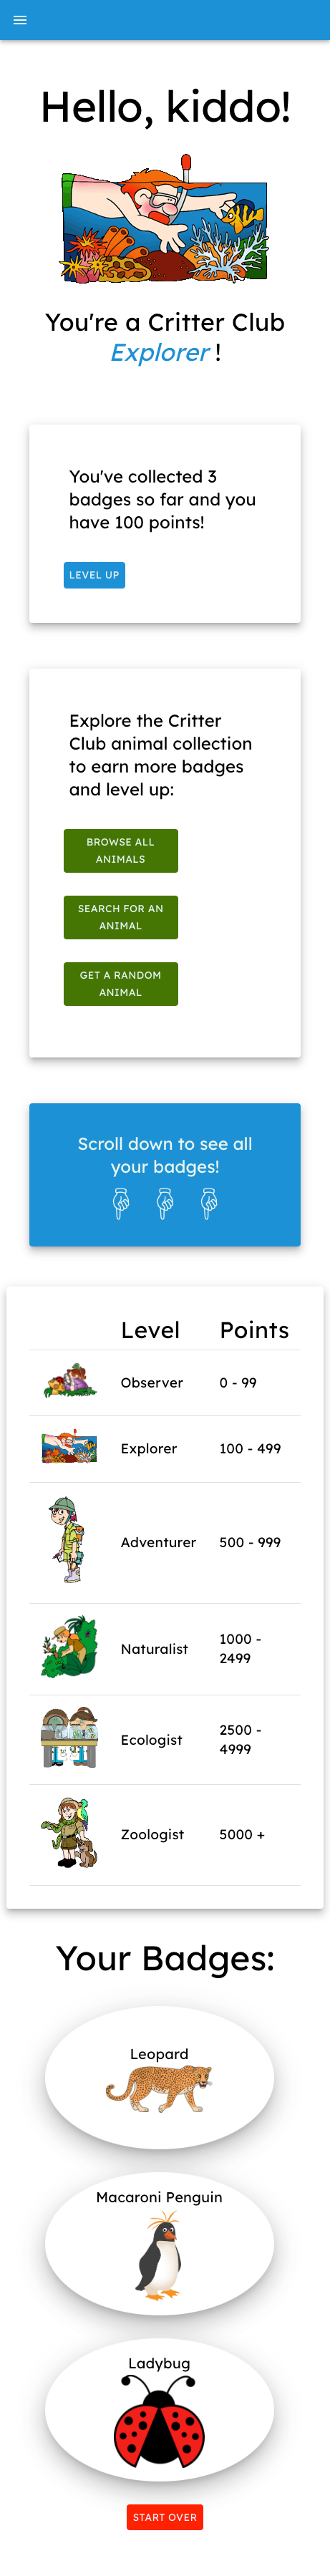 Hello, kiddo!
You're a Critter Club
Explorer !
You've collected 3
badges so far and you
have 100 points!
LEVEL UP
Explore the Critter
Club animal collection
to earn more badges
and level up:
BROWSE ALL
ANIMALS
SEARCH FOR AN
ANIMAL
GET A RANDOM
ANIMAL
Scroll down to see all
your badges!
Level Points
Observer 0 - 99
Explorer 100 - 499
Adventurer 500 - 999
Naturalist 1000 -
2499
Ecologist 2500 -
4999
Zoologist 5000 +
Your Badges:
Leopard
Macaroni Penguin
Ladybug
START OVER